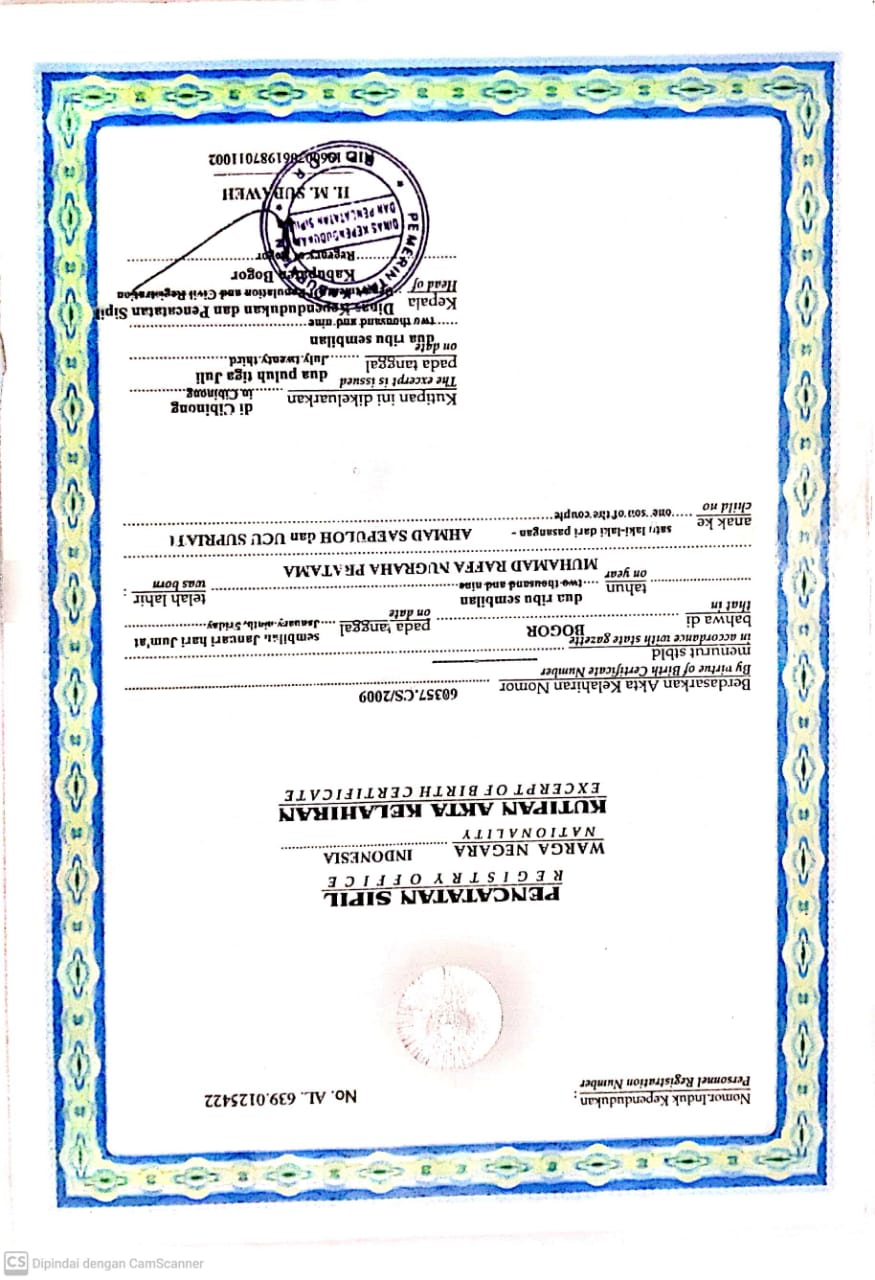 Nomor.Induk Kependudukan :
Personnel Registration Number
No. AL. 639.0125422
PENCATATAN SIPIL
REGISTRY OFFICE
WARGA NEGARA INDONESIA
NATIONALITY
KUTIPAN AKTA KELAHIRAN
EXCERPT OF BIRTH CERTIFICATE
Berdasarkan Akta Kelahiran Nomor 60357.CS/2009
By virtue of Birth Certificate Number
menurut stbld
in accordance with state gazette
bahwa di BOGOR pada tanggal sembilan Januari hari Jum'at
that in on date January ninth, Friday
tahun dua ribu sembilan telah lahir :
on year two thousand and nine was born
MUHAMAD RAFFA NUGRAHA PRATAMA
anak ke satu laki-laki dari pasangan - AHMAD SAEPULOH dan UCU SUPRIATI
child no one son of the couple
Kutipan ini dikeluarkan di Cibinong
The excerpt is issued in Cibinong
pada tanggal dua puluh tiga Juli
on date July twenty third
dua ribu sembilan
two thousand and nine
Kepala Dinas Kependudukan dan Pencatatan Sipil
Head of Population and Civil Registration
Kabupaten Bogor
Regency of Bogor
DINAS KEPENDUDUKAN
DAN PENCATATAN SIPIL
H. M. SUDAWEH
CS Dipindai dengan CamScanner